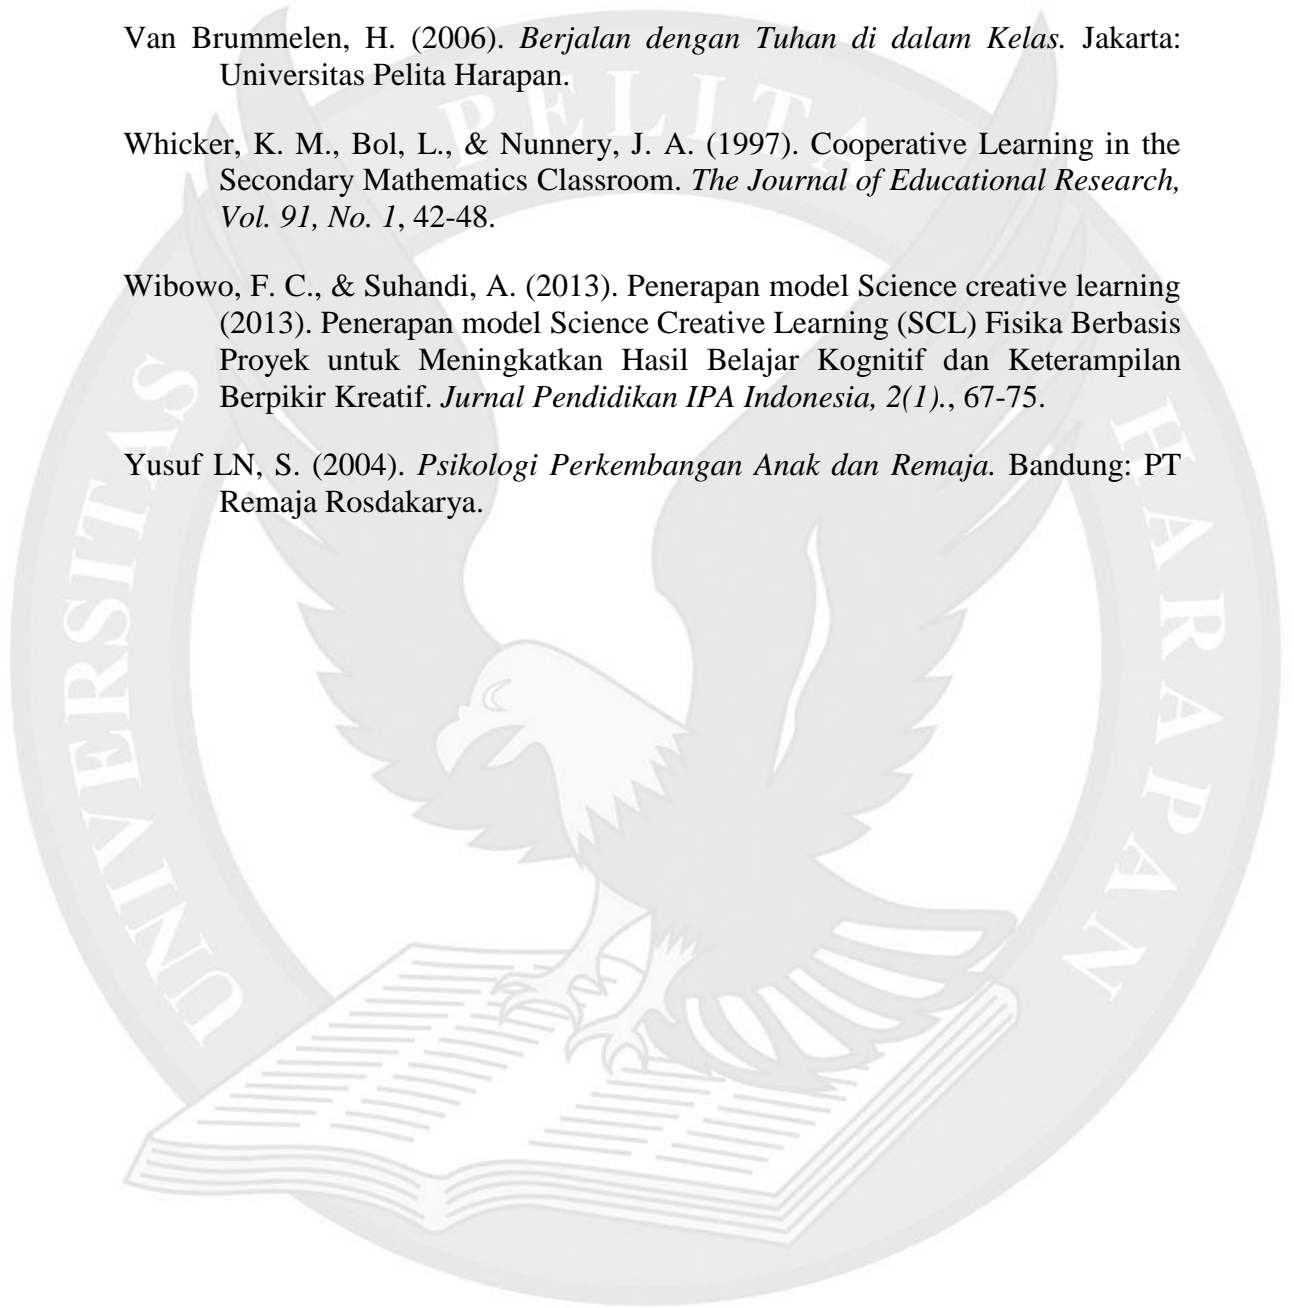 Van Brummelen, H. (2006). Berjalan dengan Tuhan di dalam Kelas. Jakarta:
Universitas Pelita Harapan.
Whicker, K. M., Bol, L., & Nunnery, J. A. (1997). Cooperative Learning in the
Secondary Mathematics Classroom. The Journal of Educational Research,
Vol. 91, No. 1, 42-48.
Wibowo, F. C., & Suhandi, A. (2013). Penerapan model Science creative learning
(2013). Penerapan model Science Creative Learning (SCL) Fisika Berbasis
Proyek untuk Meningkatkan Hasil Belajar Kognitif dan Keterampilan
Berpikir Kreatif. Jurnal Pendidikan IPA Indonesia, 2(1)., 67-75.
Yusuf LN, S. (2004). Psikologi Perkembangan Anak dan Remaja. Bandung: PT
Remaja Rosdakarya.
UNIVERSITAS PELITA HARAPAN